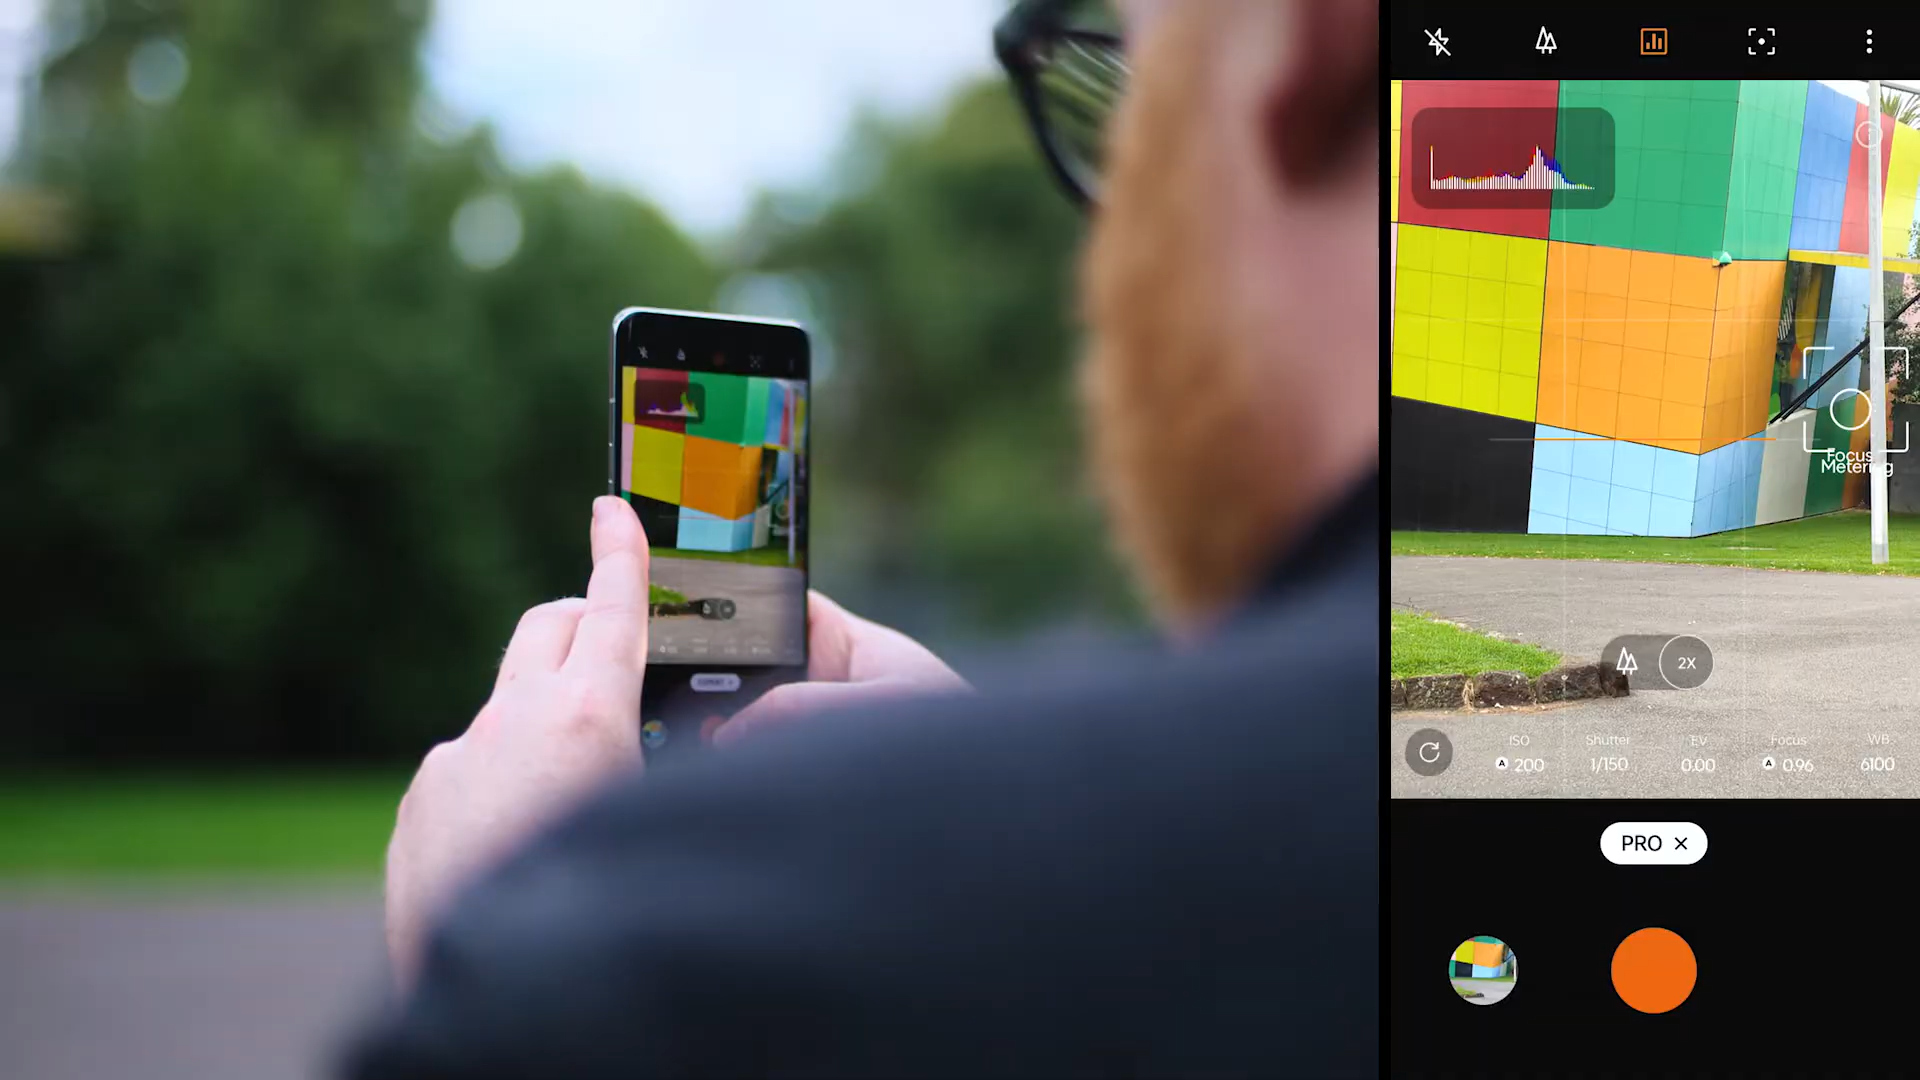 Focus
Metering
2X
ISO Shutter EV Focus WB
A 200 1/150 0.00 A 0.96 6100
PRO ×